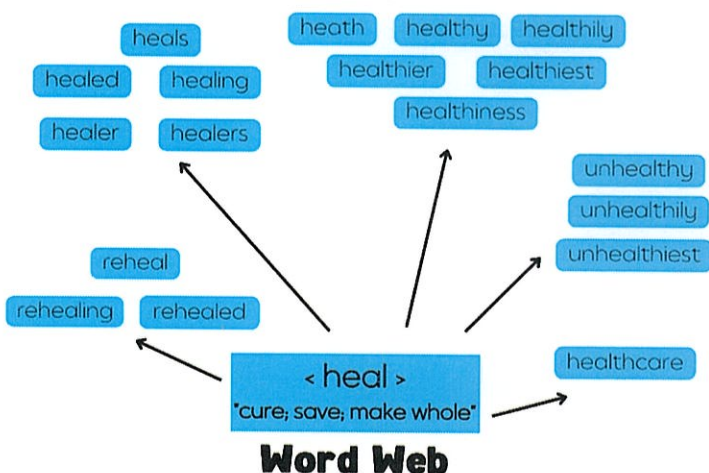 heals
healed healing
healer healers
heath healthy healthily
healthier healthiest
healthiness
unhealthy
unhealthily
unhealthiest
reheal
rehealing rehealed
healthcare
< heal >
"cure; save; make whole"
Word Web